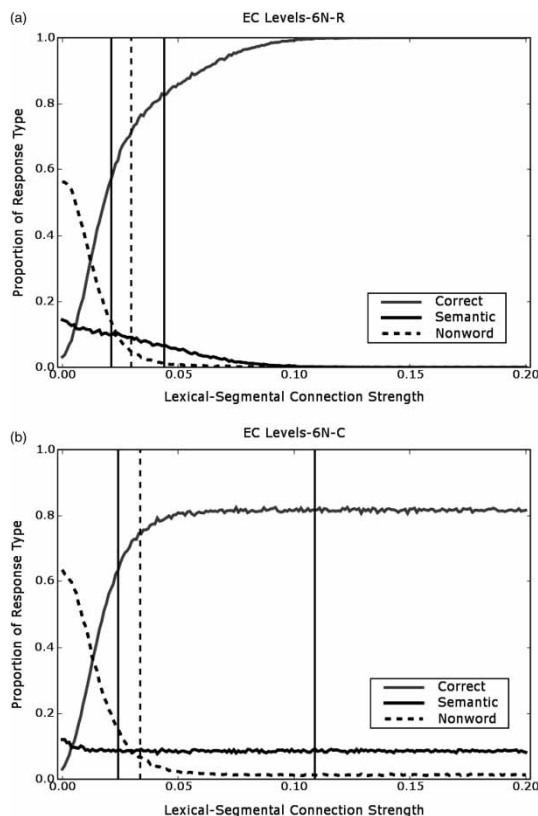 (a)
EC Levels-6N-R
Proportion of Response Type
1.0
0.8
0.6
0.4
0.2
0.0
Correct
Semantic
Nonword
0.00 0.05 0.10 0.15 0.20
Lexical-Segmental Connection Strength
(b)
EC Levels-6N-C
Proportion of Response Type
1.0
0.8
0.6
0.4
0.2
0.0
Correct
Semantic
Nonword
0.00 0.05 0.10 0.15 0.20
Lexical-Segmental Connection Strength